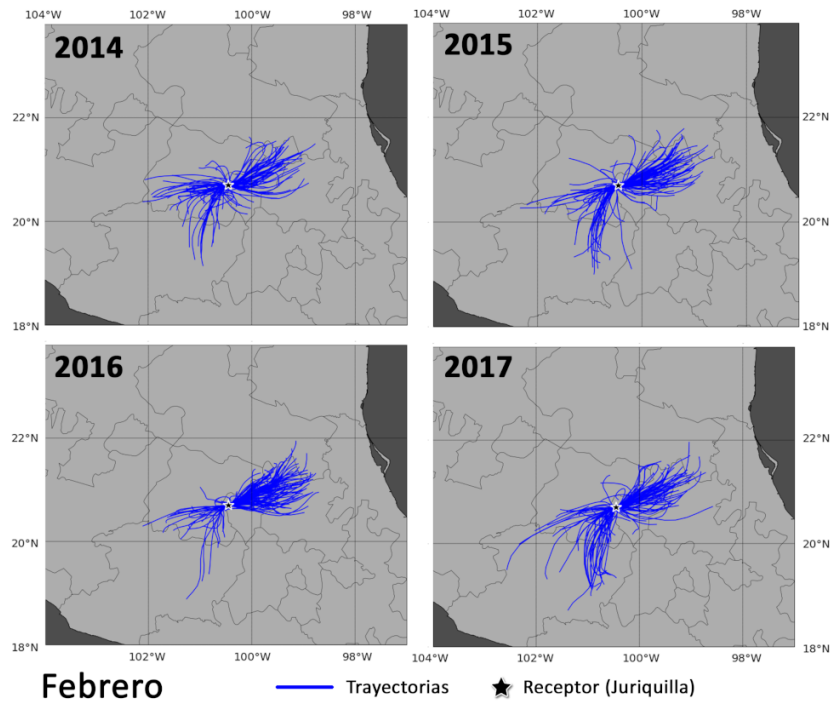 104°W 102°W 100°W 98°W 104°W 102°W 100°W 98°W
2014
2015
22°N
22°N
20°N
20°N
18°N
18°N
2016
2017
22°N
22°N
20°N
20°N
18°N
18°N
102°W 100°W 98°W 104°W 102°W 100°W 98°W
Febrero Trayectorias Receptor (Juriquilla)